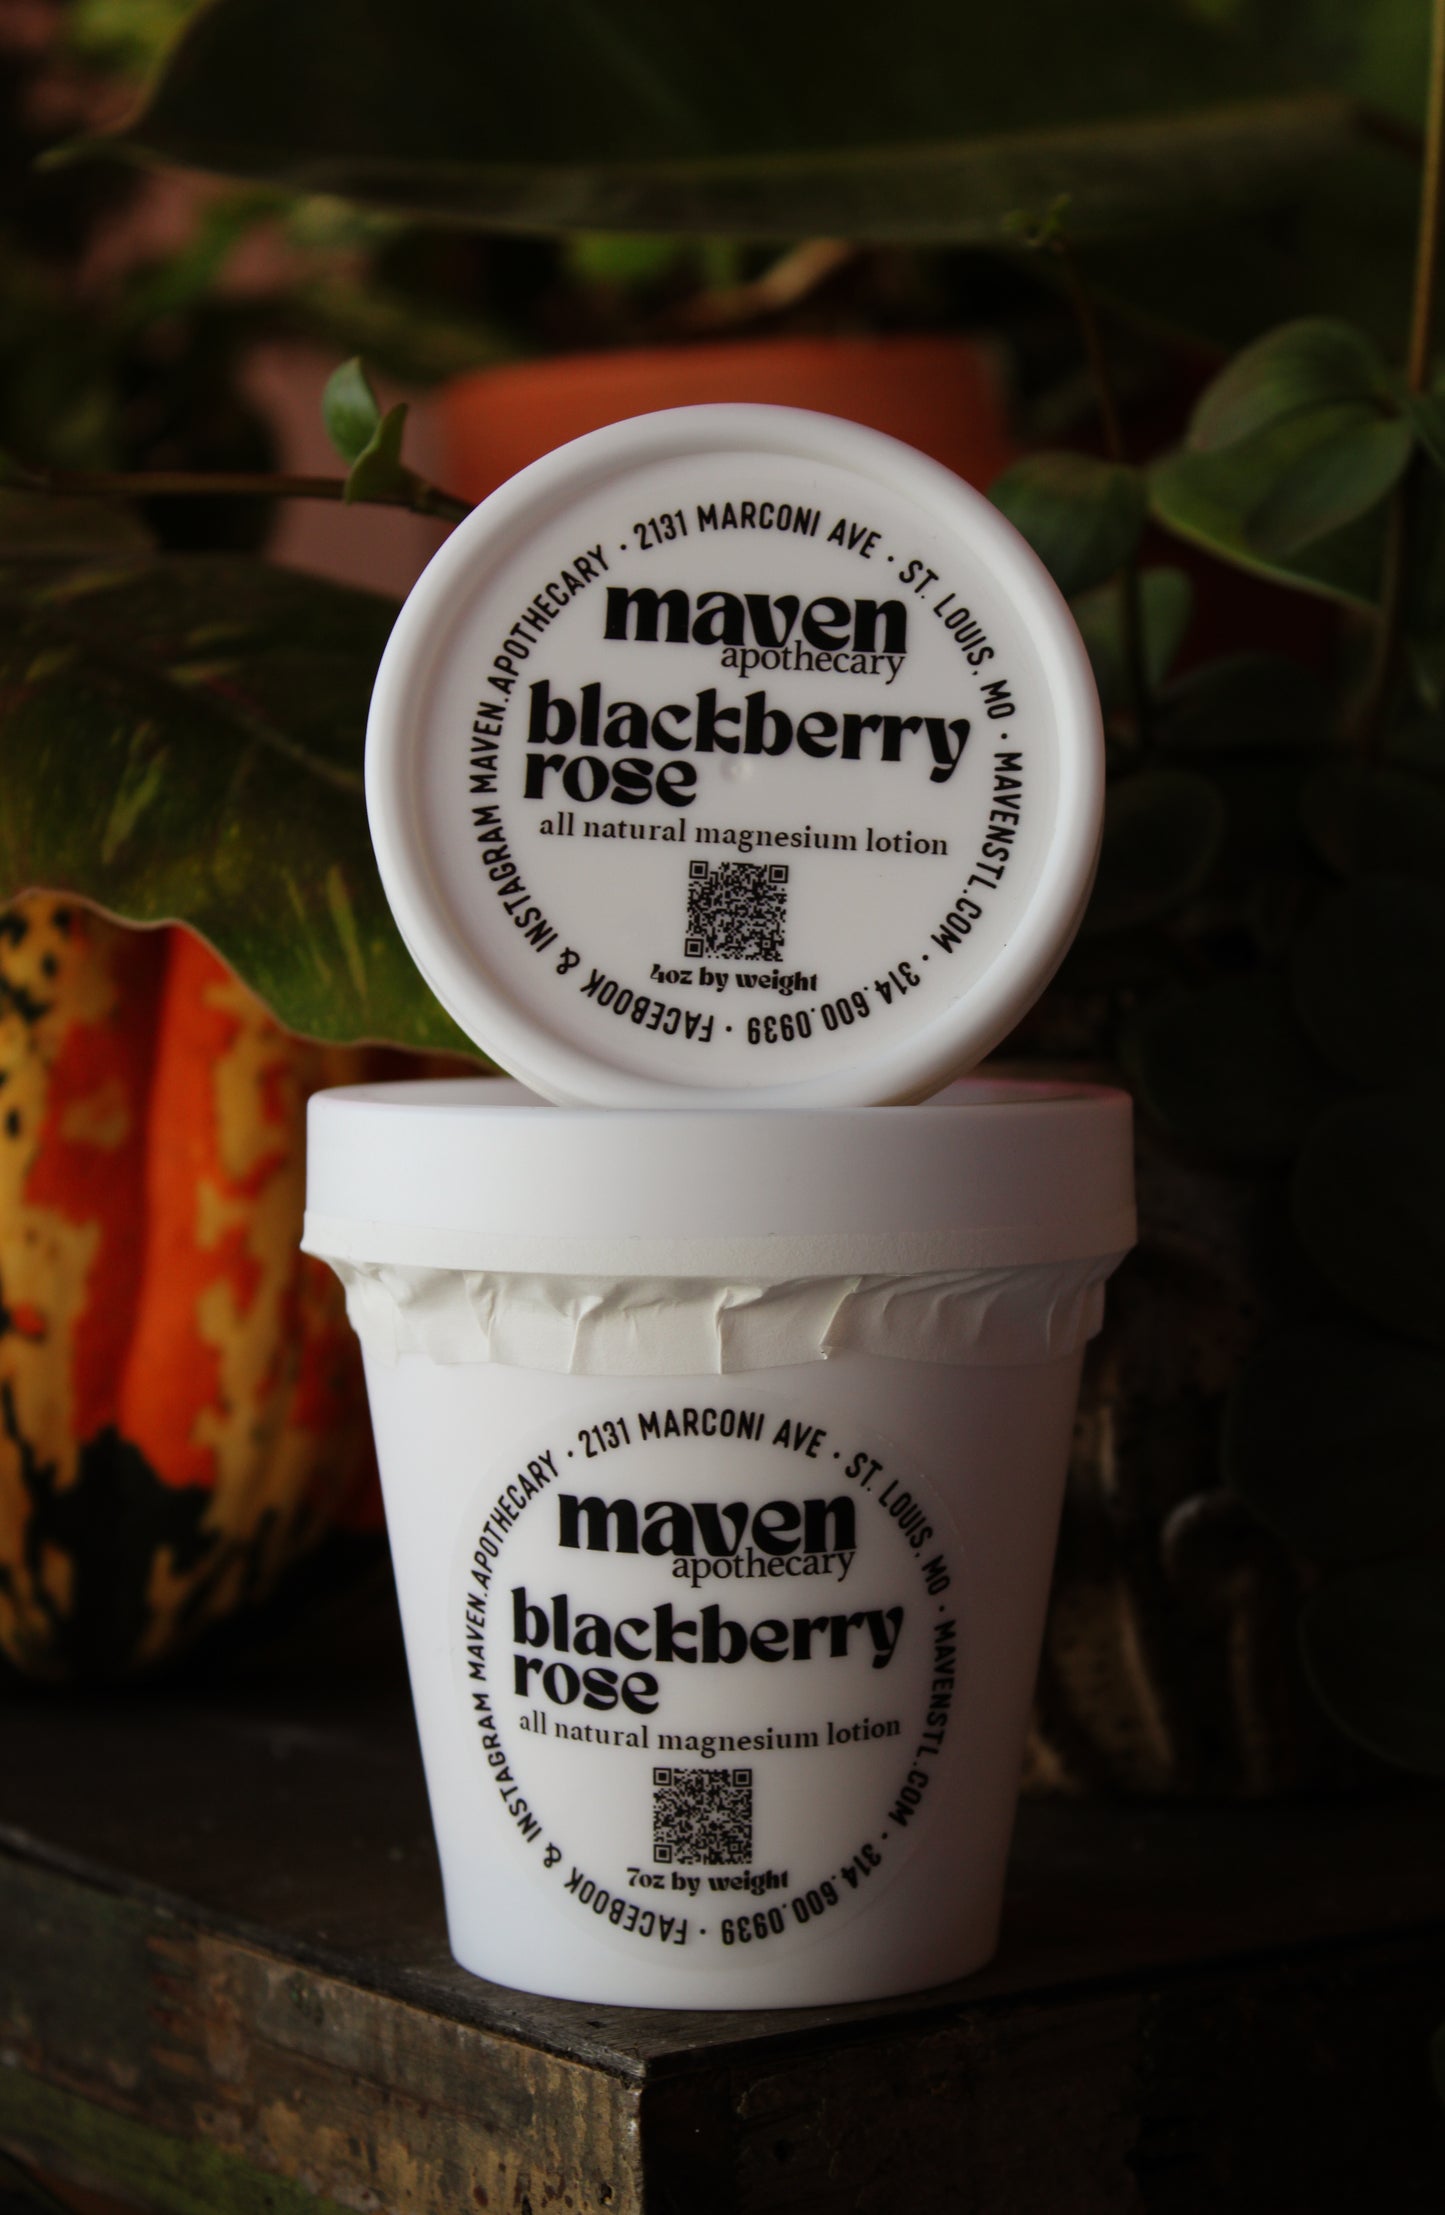 2131 MARCONI AVE · ST. LOUIS, MO · MAVENSTL.COM · 314.600.0939 · FACEBOOK & INSTAGRAM MAVEN.APOTHECARY ·
maven
apothecary
blackberry
rose
all natural magnesium lotion
4oz by weight
2131 MARCONI AVE · ST. LOUIS, MO · MAVENSTL.COM · 314.600.0939 · FACEBOOK & INSTAGRAM MAVEN.APOTHECARY ·
maven
apothecary
blackberry
rose
all natural magnesium lotion
7oz by weight